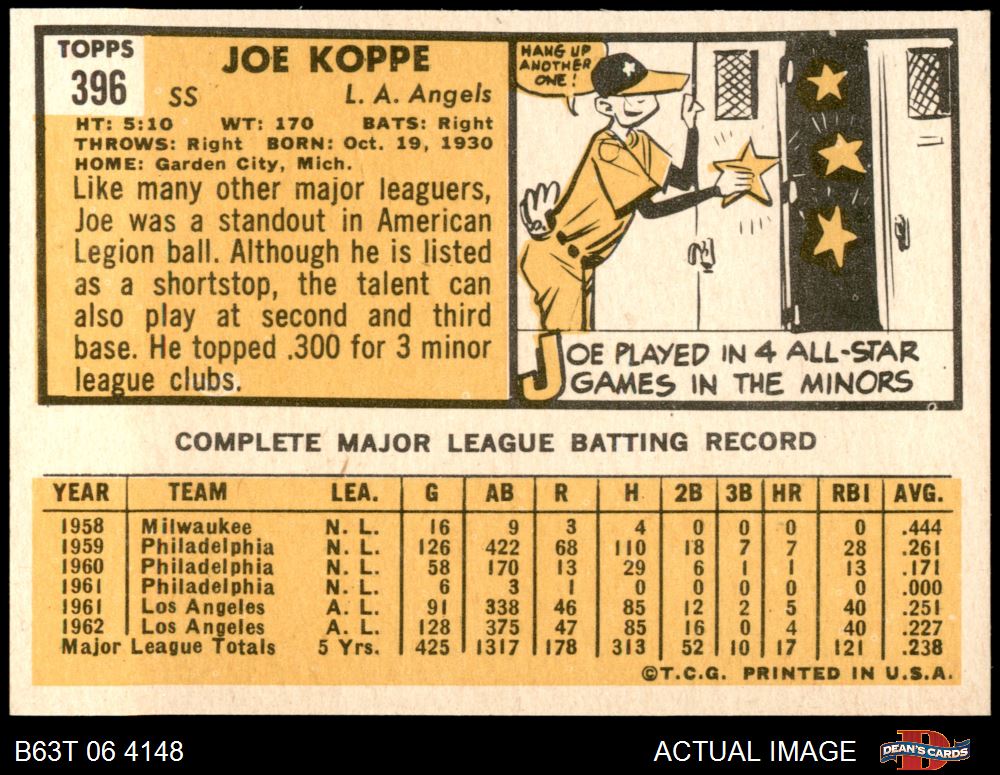 TOPPS
396
JOE KOPPE
SS
L. A. Angels
HT: 5:10 WT: 170 BATS: Right
THROWS: Right BORN: Oct. 19, 1930
HOME: Garden City, Mich.
Like many other major leaguers,
Joe was a standout in American
Legion ball. Although he is listed
as a shortstop, the talent can
also play at second and third
base. He topped .300 for 3 minor
league clubs.
HANG UP
ANOTHER
ONE!
JOE PLAYED IN 4 ALL-STAR
GAMES IN THE MINORS
COMPLETE MAJOR LEAGUE BATTING RECORD
YEAR TEAM LEA. G AB R H 2B 3B HR RBI AVG.
1958 Milwaukee N. L. 16 9 3 4 0 0 0 0 .444
1959 Philadelphia N. L. 126 422 68 110 18 7 7 28 .261
1960 Philadelphia N. L. 58 170 13 29 6 1 1 13 .171
1961 Philadelphia N. L. 6 3 1 0 0 0 0 0 .000
1961 Los Angeles A. L. 91 338 46 85 12 2 5 40 .251
1962 Los Angeles A. L. 128 375 47 85 16 0 4 40 .227
Major League Totals 5 Yrs. 425 1317 178 313 52 10 17 121 .238
©T.C.G. PRINTED IN U.S.A.
B63T 06 4148
ACTUAL IMAGE
D
DEAN'S CARDS